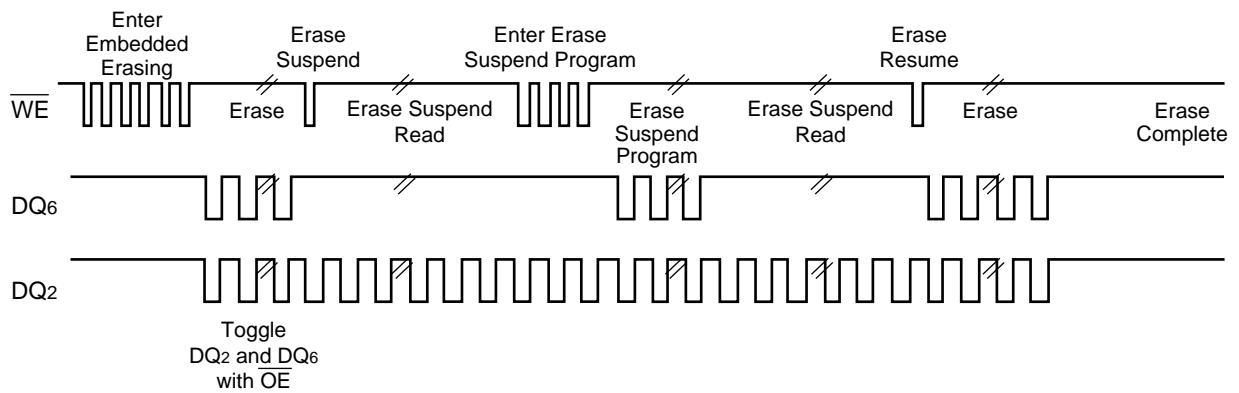 Enter
Embedded
Erasing
Erase
Suspend
Enter Erase
Suspend Program
Erase
Resume
WE
Erase
Erase Suspend
Read
Erase
Suspend
Program
Erase Suspend
Read
Erase
Erase
Complete
DQ6
DQ2
Toggle
DQ2 and DQ6
with OE